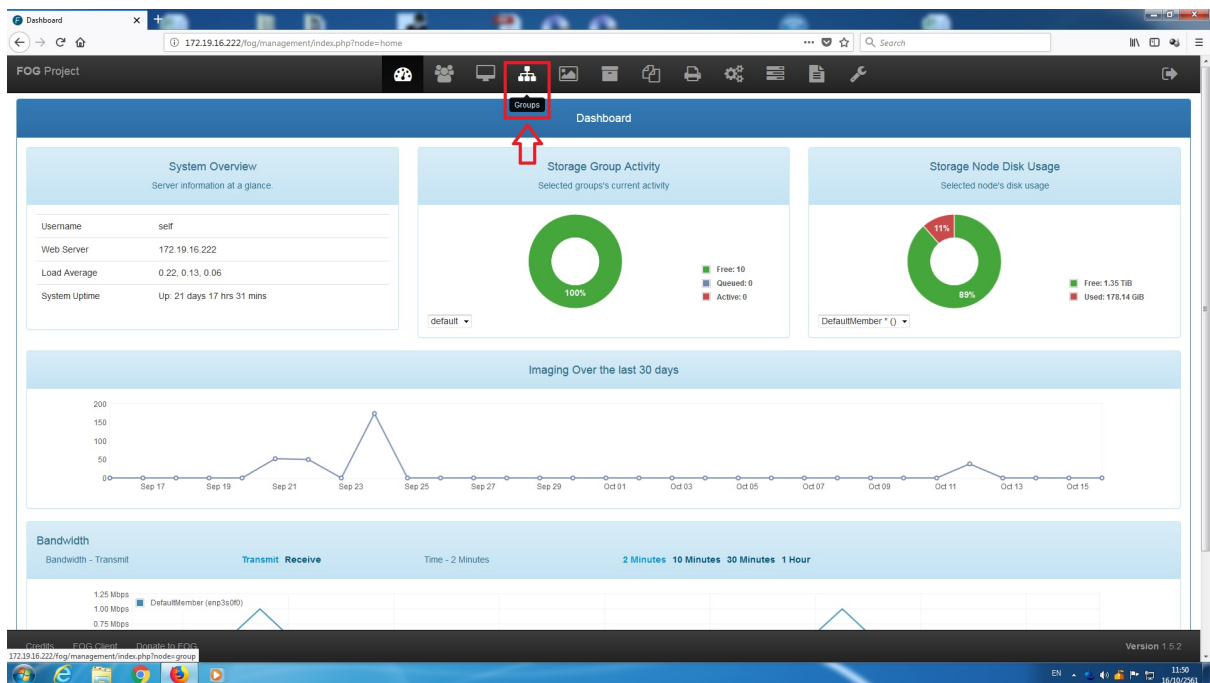 Dashboard
172.19.16.222/fog/management/index.php?node=home
Search
FOG Project
Groups
Dashboard
System Overview
Server information at a glance.
Username self
Web Server 172.19.16.222
Load Average 0.22, 0.13, 0.06
System Uptime Up: 21 days 17 hrs 31 mins
Storage Group Activity
Selected groups's current activity
100%
Free: 10
Queued: 0
Active: 0
default
Storage Node Disk Usage
Selected node's disk usage
11%
89%
Free: 1.35 TiB
Used: 178.14 GiB
DefaultMember * ()
Imaging Over the last 30 days
200
150
100
50
0
Sep 17 Sep 19 Sep 21 Sep 23 Sep 25 Sep 27 Sep 29 Oct 01 Oct 03 Oct 05 Oct 07 Oct 09 Oct 11 Oct 13 Oct 15
Bandwidth
Bandwidth - Transmit Transmit Receive Time - 2 Minutes 2 Minutes 10 Minutes 30 Minutes 1 Hour
1.25 Mbps
1.00 Mbps
0.75 Mbps
DefaultMember (enp3s0f0)
Credits FOG Client Donate to FOG Version 1.5.2
172.19.16.222/fog/management/index.php?node=group
EN 11:50
16/10/2561